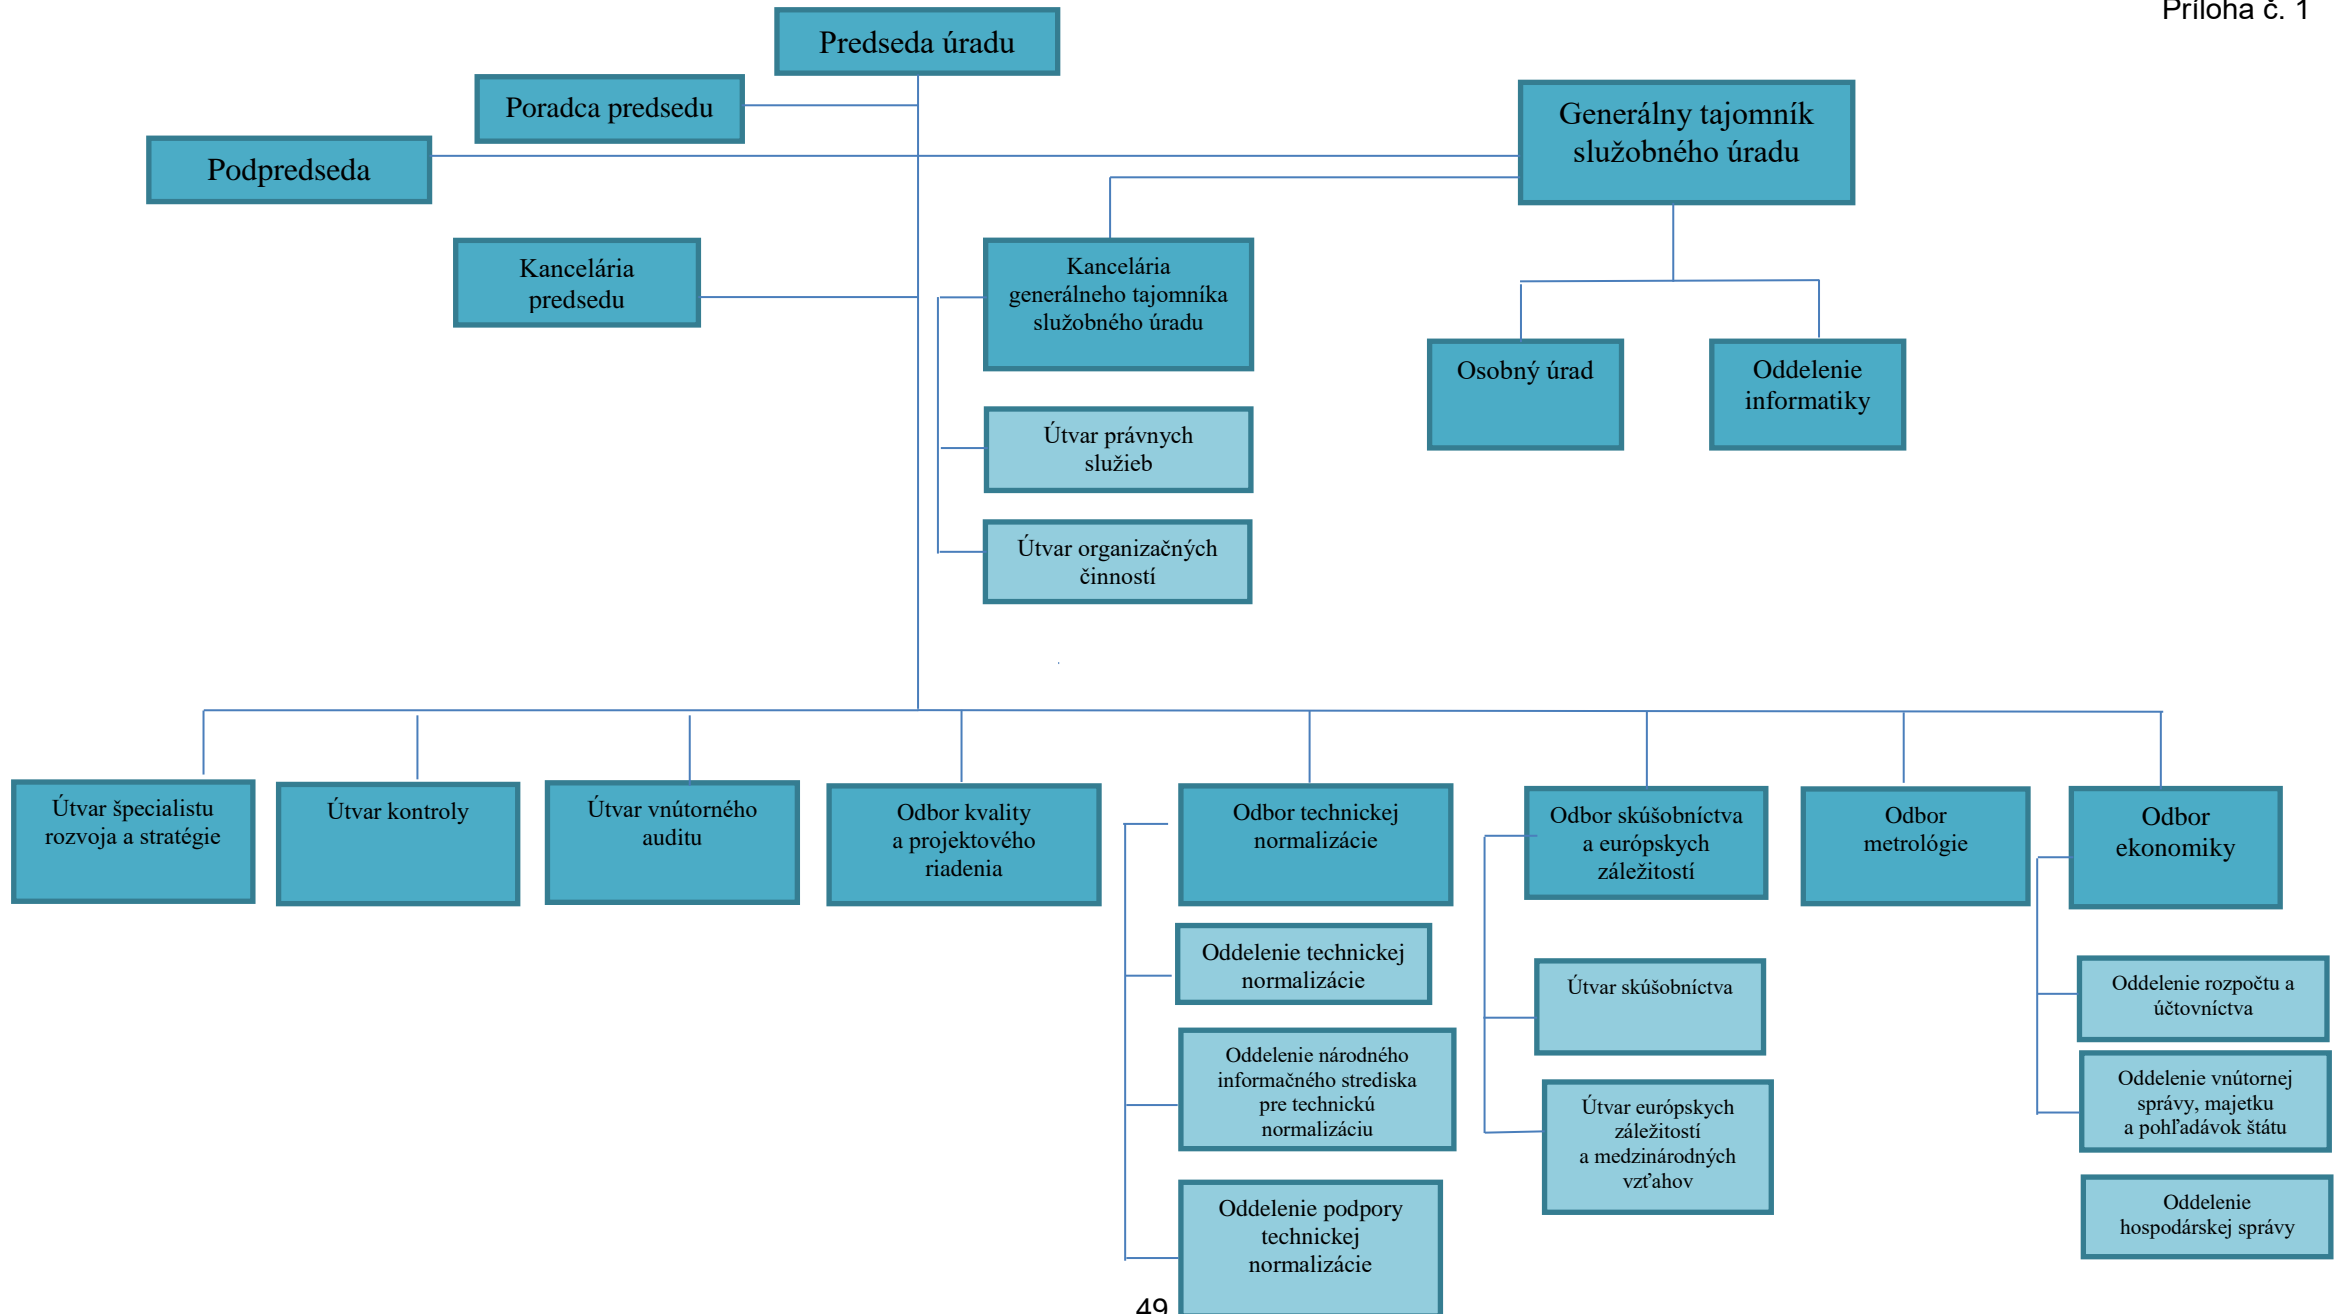 Príloha č. 1
Predseda úradu
Poradca predsedu
Generálny tajomník
služobného úradu
Podpredseda
Kancelária
predsedu
Kancelária
generálneho tajomníka
služobného úradu
Osobný úrad
Oddelenie
informatiky
Útvar právnych
služieb
Útvar organizačných
činností
Útvar špecialistu
rozvoja a stratégie
Útvar kontroly
Útvar vnútorného
auditu
Odbor kvality
a projektového
riadenia
Odbor technickej
normalizácie
Odbor skúšobníctva
a európskych
záležitostí
Odbor
metrológie
Odbor
ekonomiky
Oddelenie technickej
normalizácie
Oddelenie národného
informačného strediska
pre technickú
normalizáciu
Oddelenie podpory
technickej
normalizácie
Útvar skúšobníctva
Útvar európskych
záležitostí
a medzinárodných
vzťahov
Oddelenie rozpočtu a
účtovníctva
Oddelenie vnútornej
správy, majetku
a pohľadávok štátu
Oddelenie
hospodárskej správy
49